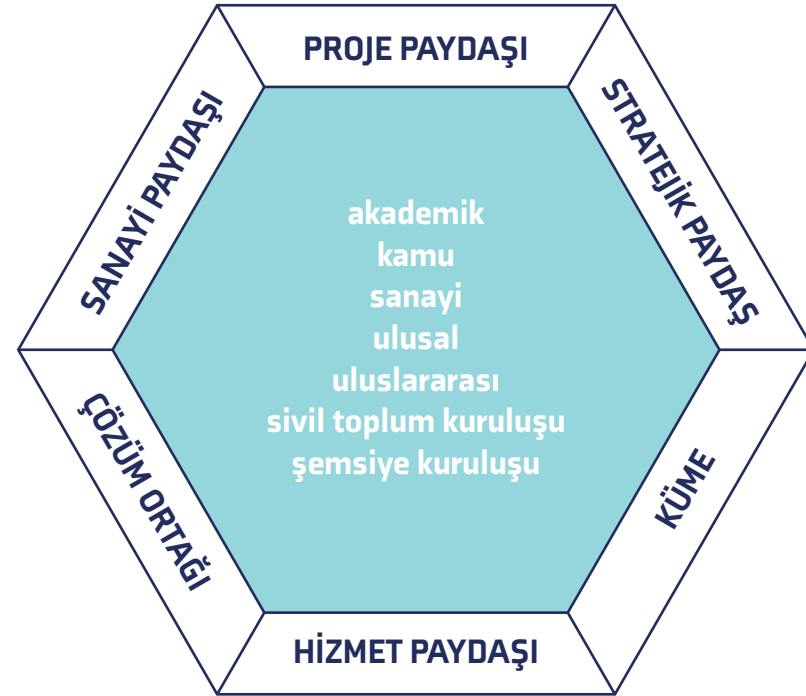 PROJE PAYDAŞI
STRATEJİK PAYDAŞ
KÜME
HİZMET PAYDAŞI
ÇÖZÜM ORTAĞI
SANAYİ PAYDAŞI
akademik
kamu
sanayi
ulusal
uluslararası
sivil toplum kuruluşu
şemsiye kuruluşu